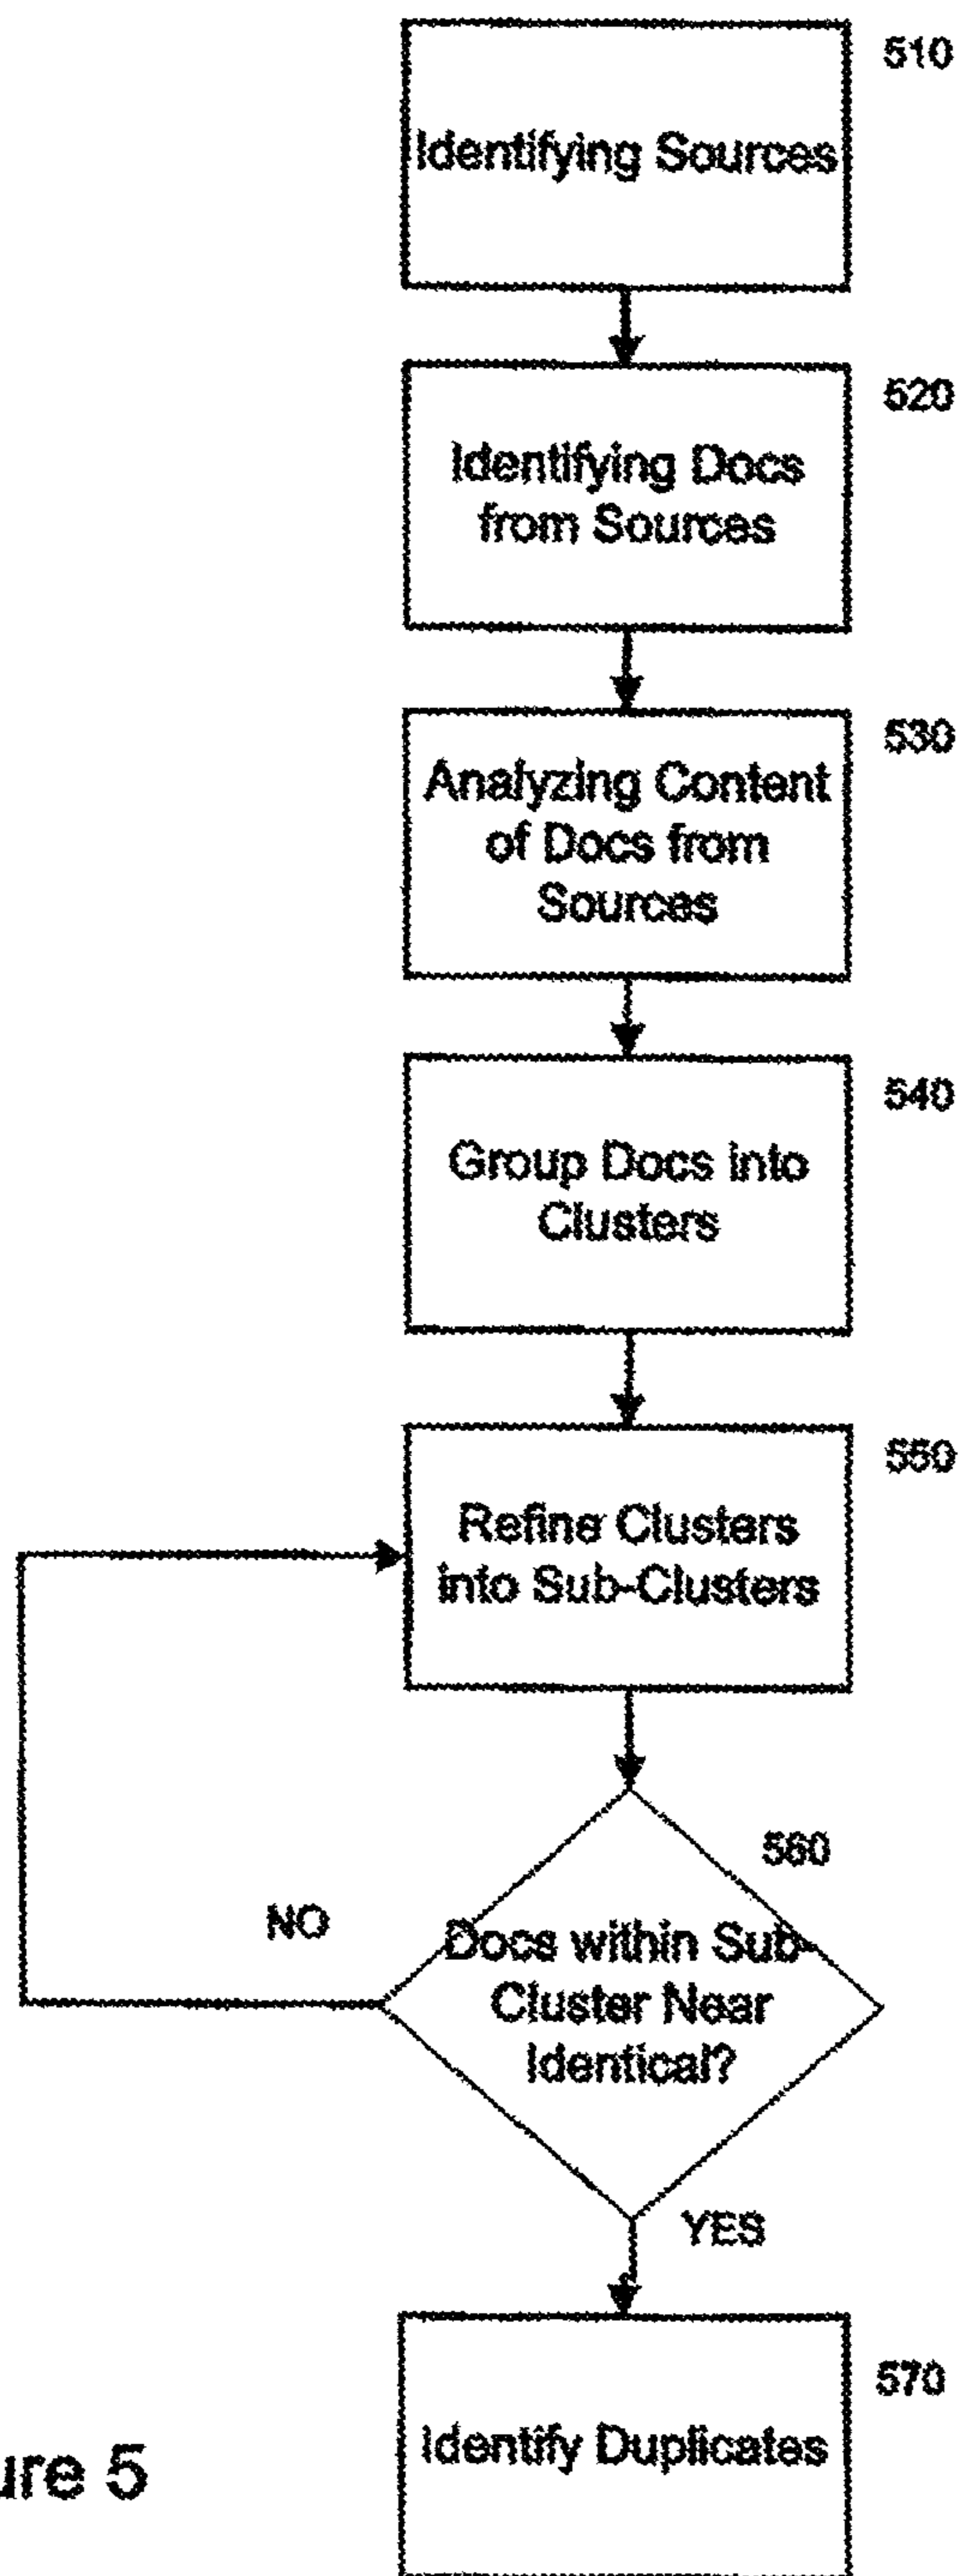 510
Identifying Sources
520
Identifying Docs
from Sources
530
Analyzing Content
of Docs from
Sources
540
Group Docs into
Clusters
550
Refine Clusters
into Sub-Clusters
560
NO
Docs within Sub-
Cluster Near
Identical?
YES
570
Identify Duplicates
ure 5